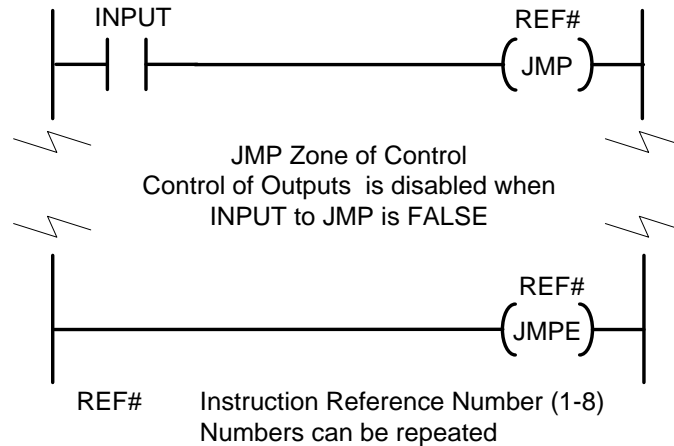 INPUT
REF#
JMP
JMP Zone of Control
Control of Outputs is disabled when
INPUT to JMP is FALSE
REF#
JMPE
REF# Instruction Reference Number (1-8)
Numbers can be repeated